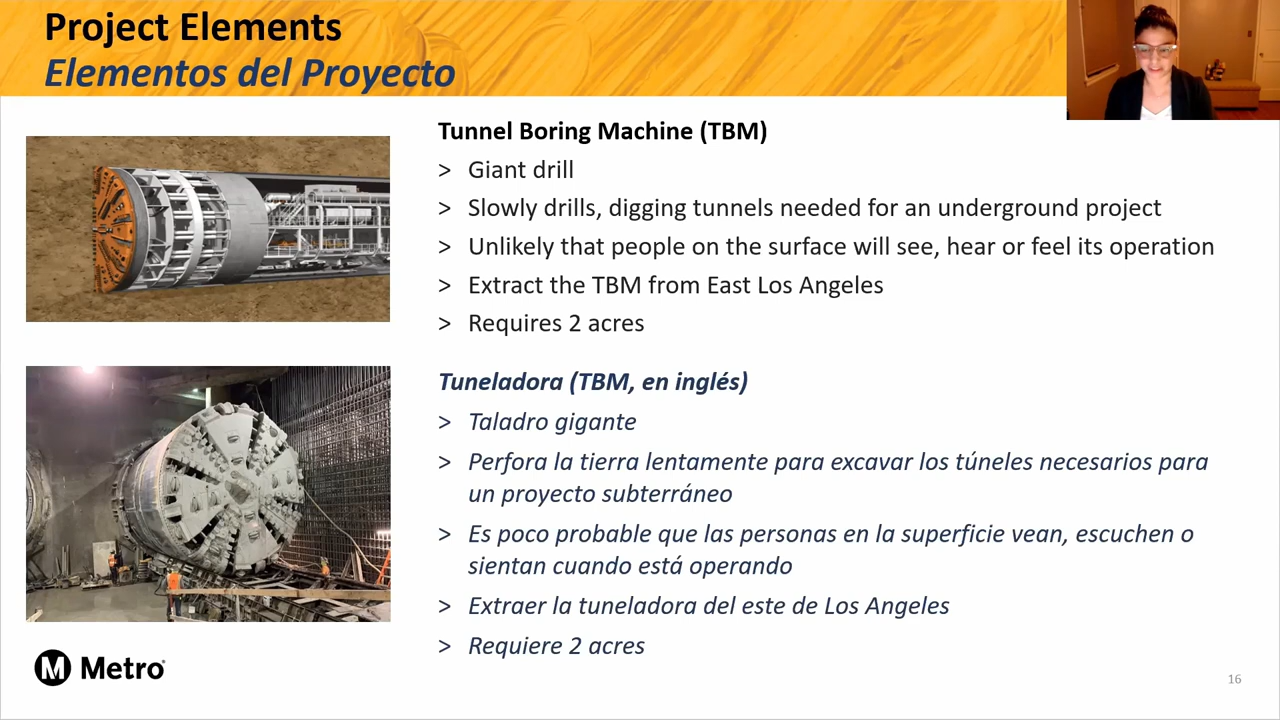 Project Elements
Elementos del Proyecto
Tunnel Boring Machine (TBM)
> Giant drill
> Slowly drills, digging tunnels needed for an underground project
> Unlikely that people on the surface will see, hear or feel its operation
> Extract the TBM from East Los Angeles
> Requires 2 acres
Tuneladora (TBM, en inglés)
> Taladro gigante
> Perfora la tierra lentamente para excavar los túneles necesarios para
un proyecto subterráneo
> Es poco probable que las personas en la superficie vean, escuchen o
sientan cuando está operando
> Extraer la tuneladora del este de Los Angeles
> Requiere 2 acres
M Metro
16